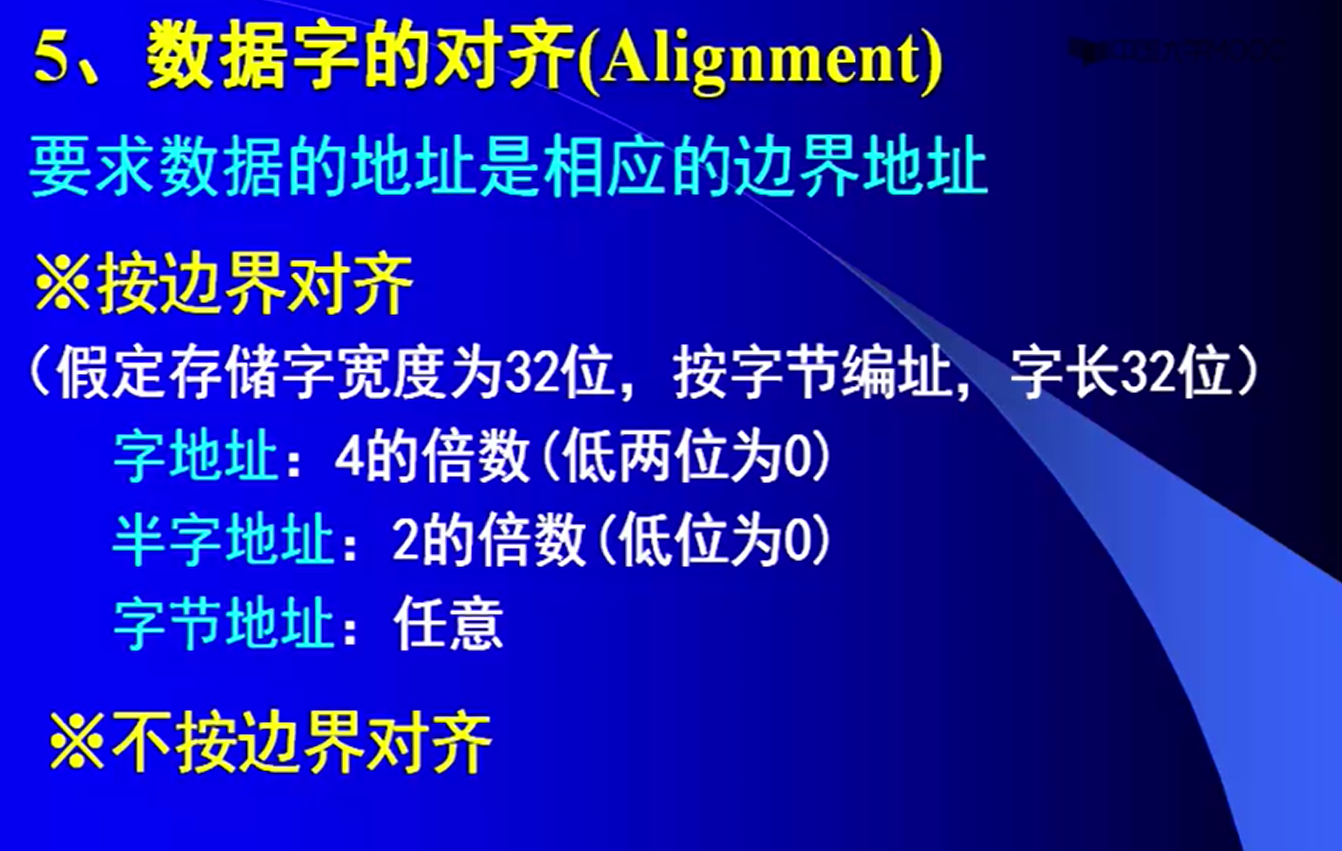 5、数据字的对齐(Alignment)
要求数据的地址是相应的边界地址
※按边界对齐
（假定存储字宽度为32位，按字节编址，字长32位）
字地址：4的倍数(低两位为0)
半字地址：2的倍数(低位为0)
字节地址：任意
※不按边界对齐